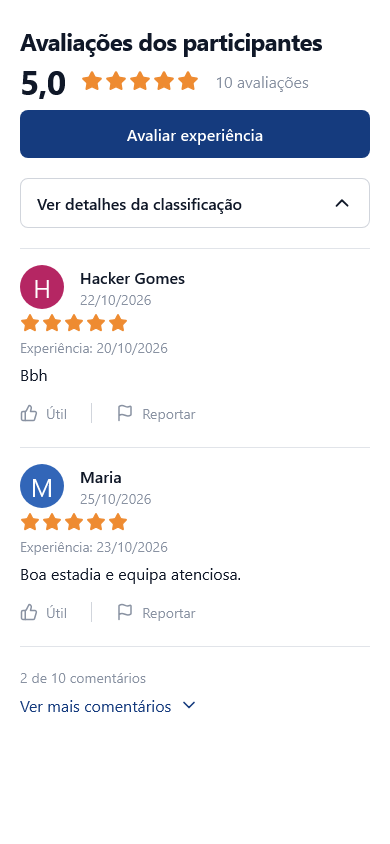 Avaliações dos participantes
5,0 10 avaliações
Avaliar experiência
Ver detalhes da classificação
H Hacker Gomes
22/10/2026
Experiência: 20/10/2026
Bbh
Útil Reportar
M Maria
25/10/2026
Experiência: 23/10/2026
Boa estadia e equipa atenciosa.
Útil Reportar
2 de 10 comentários
Ver mais comentários